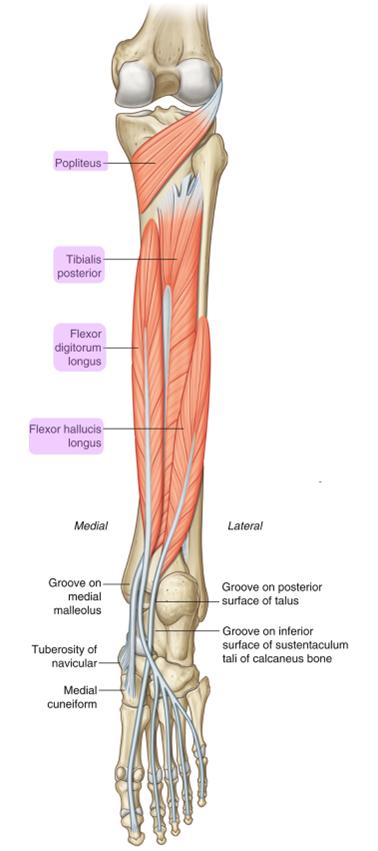 Popliteus
Tibialis
posterior
Flexor
digitorum
longus
Flexor hallucis
longus
Medial
Lateral
Groove on
medial
malleolus
Groove on posterior
surface of talus
Groove on inferior
surface of sustentaculum
tali of calcaneus bone
Tuberosity of
navicular
Medial
cuneiform